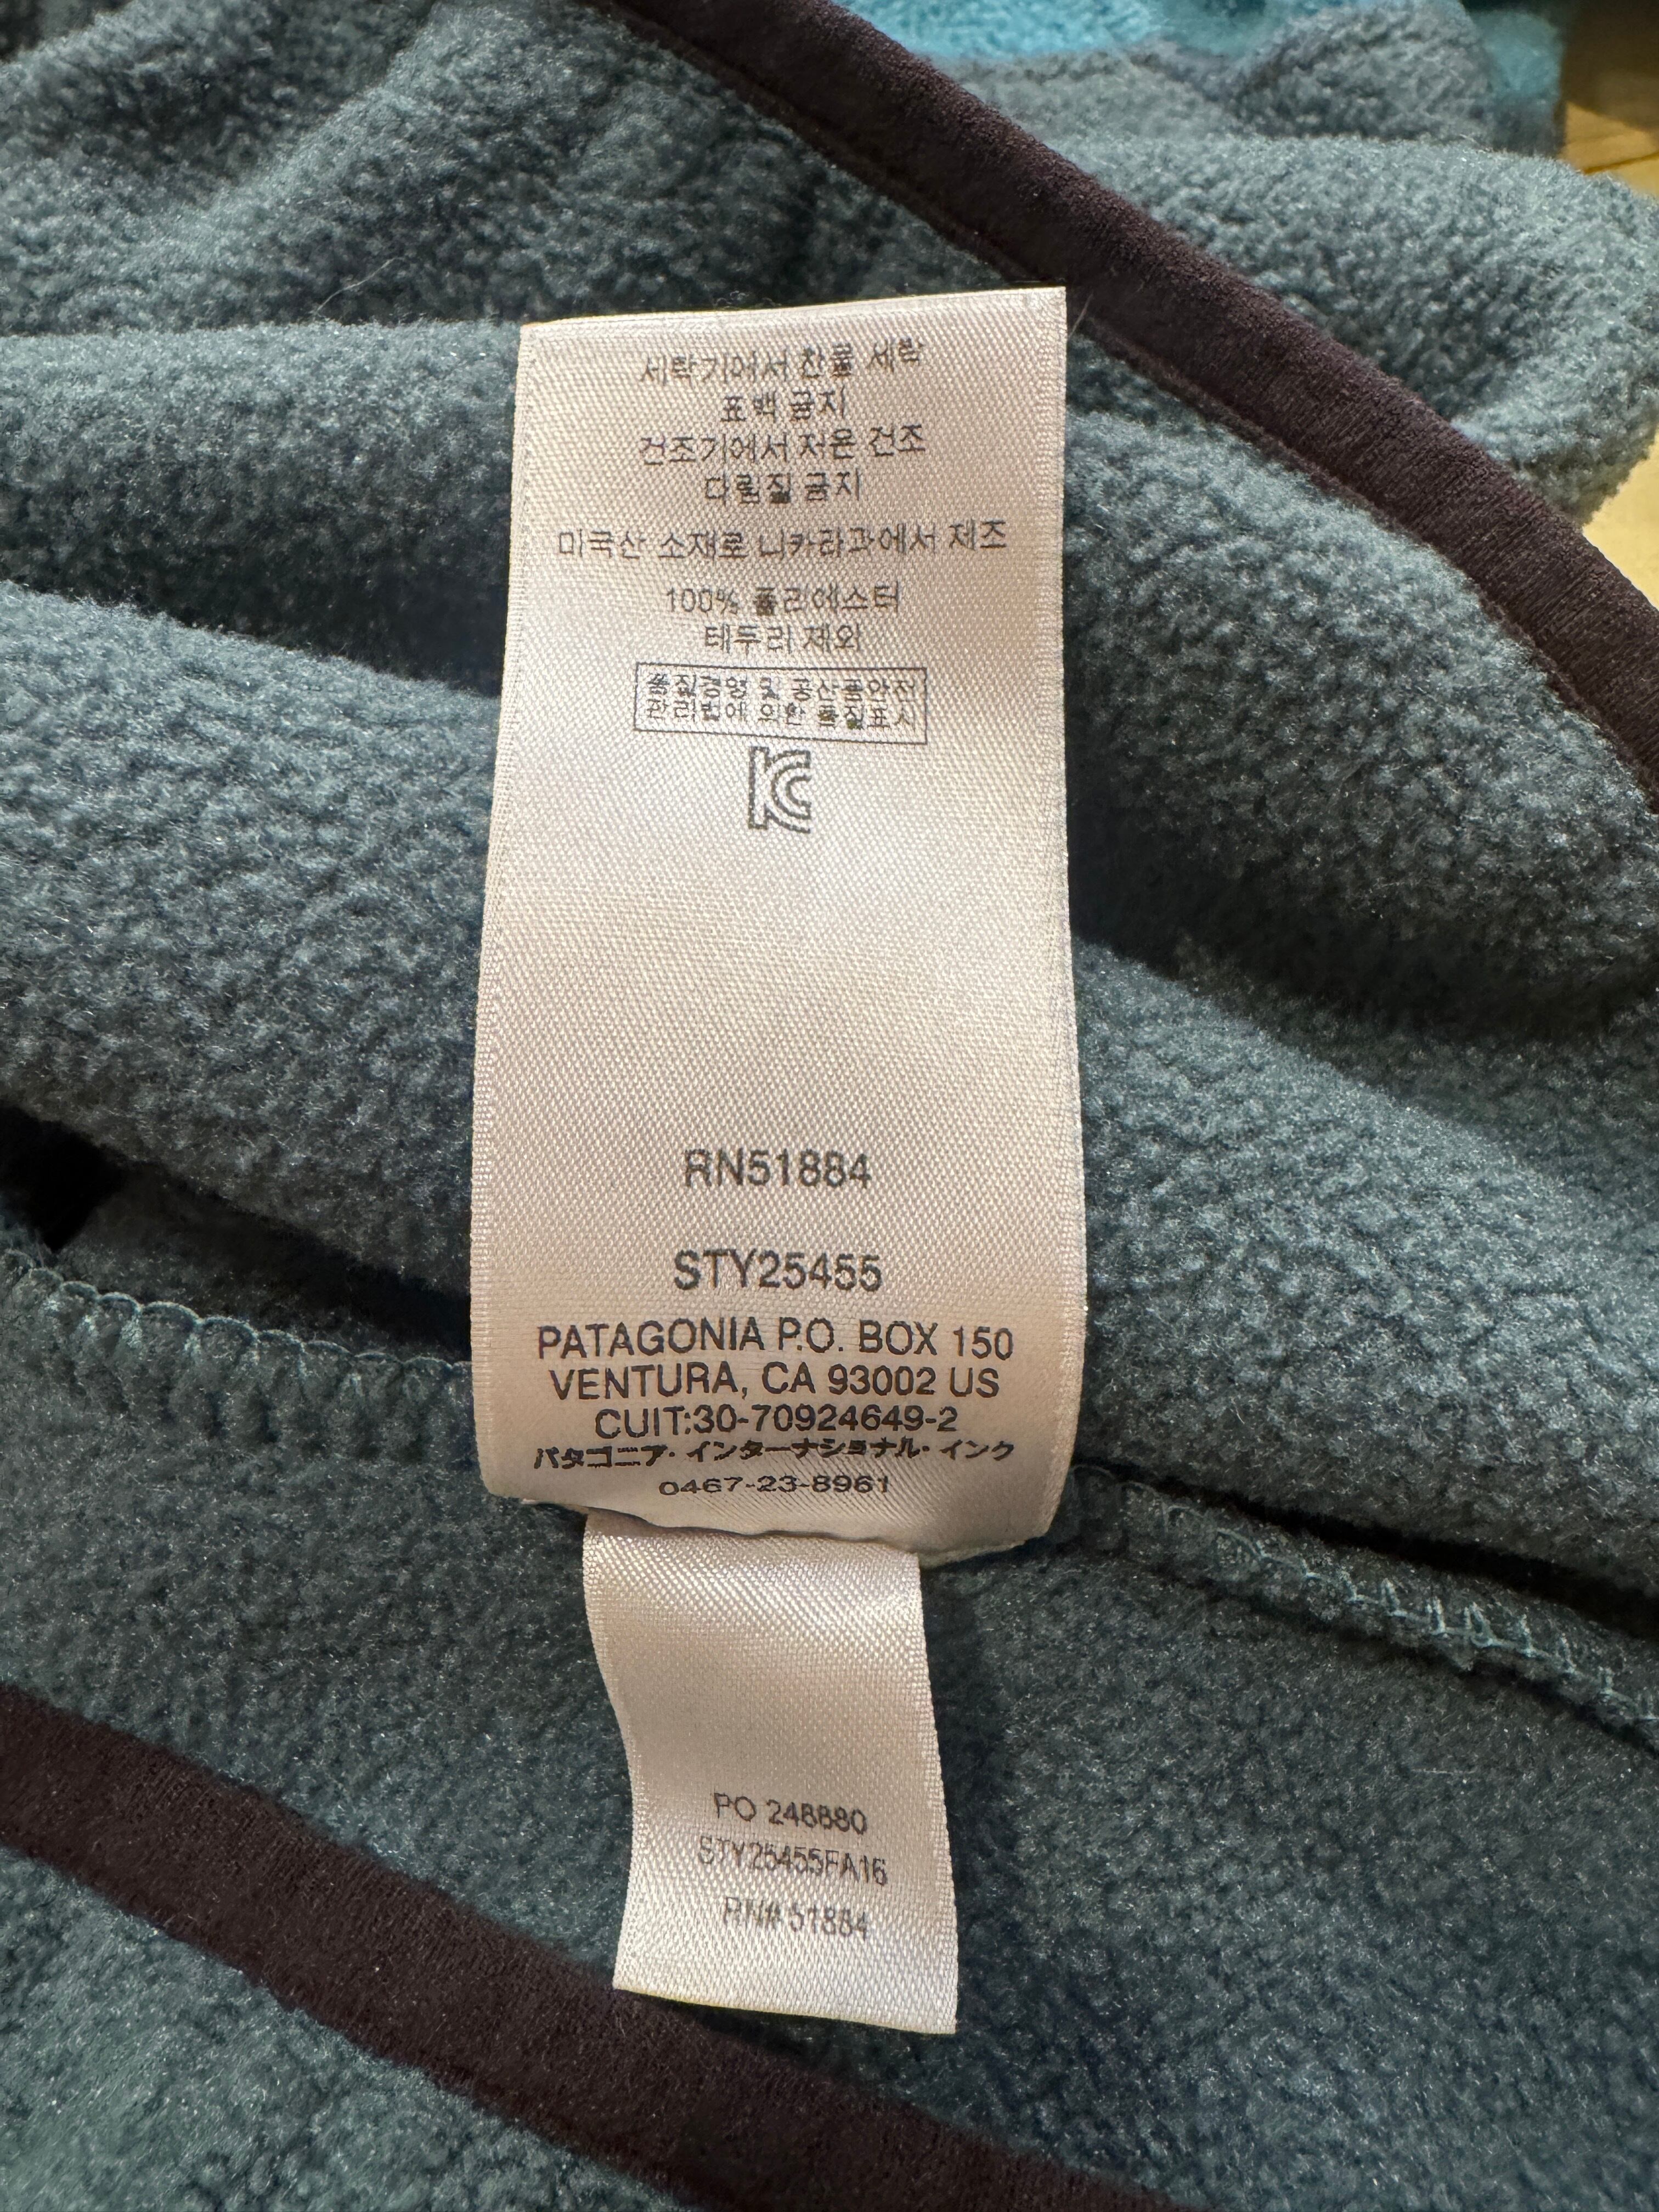 세탁기에서 찬물 세탁
표백 금지
건조기에서 저온 건조
다림질 금지
미국산 소재로 니카라과에서 제조
100% 폴리에스터
테두리 제외
품질경영 및 공산품안전
관리법에 의한 품질표시
KC
RN51884
STY25455
PATAGONIA P.O. BOX 150
VENTURA, CA 93002 US
CUIT:30-70924649-2
パタゴニア・インターナショナル・インク
0467-23-8961
PO 248880
STY25455FA16
RN# 51884